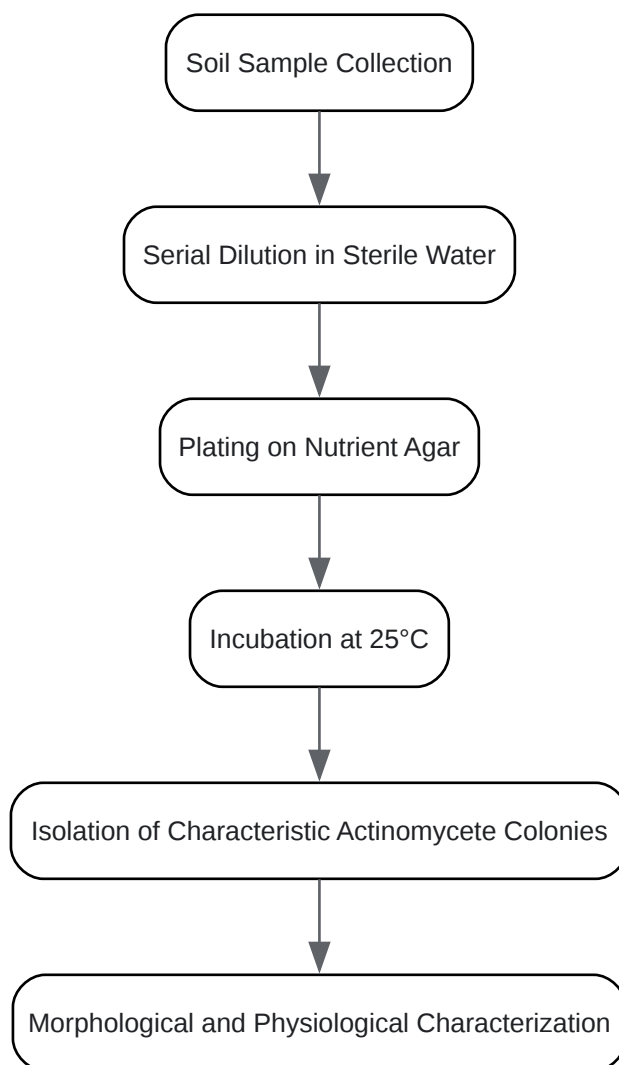 Soil Sample Collection
Serial Dilution in Sterile Water
Plating on Nutrient Agar
Incubation at 25°C
Isolation of Characteristic Actinomycete Colonies
Morphological and Physiological Characterization